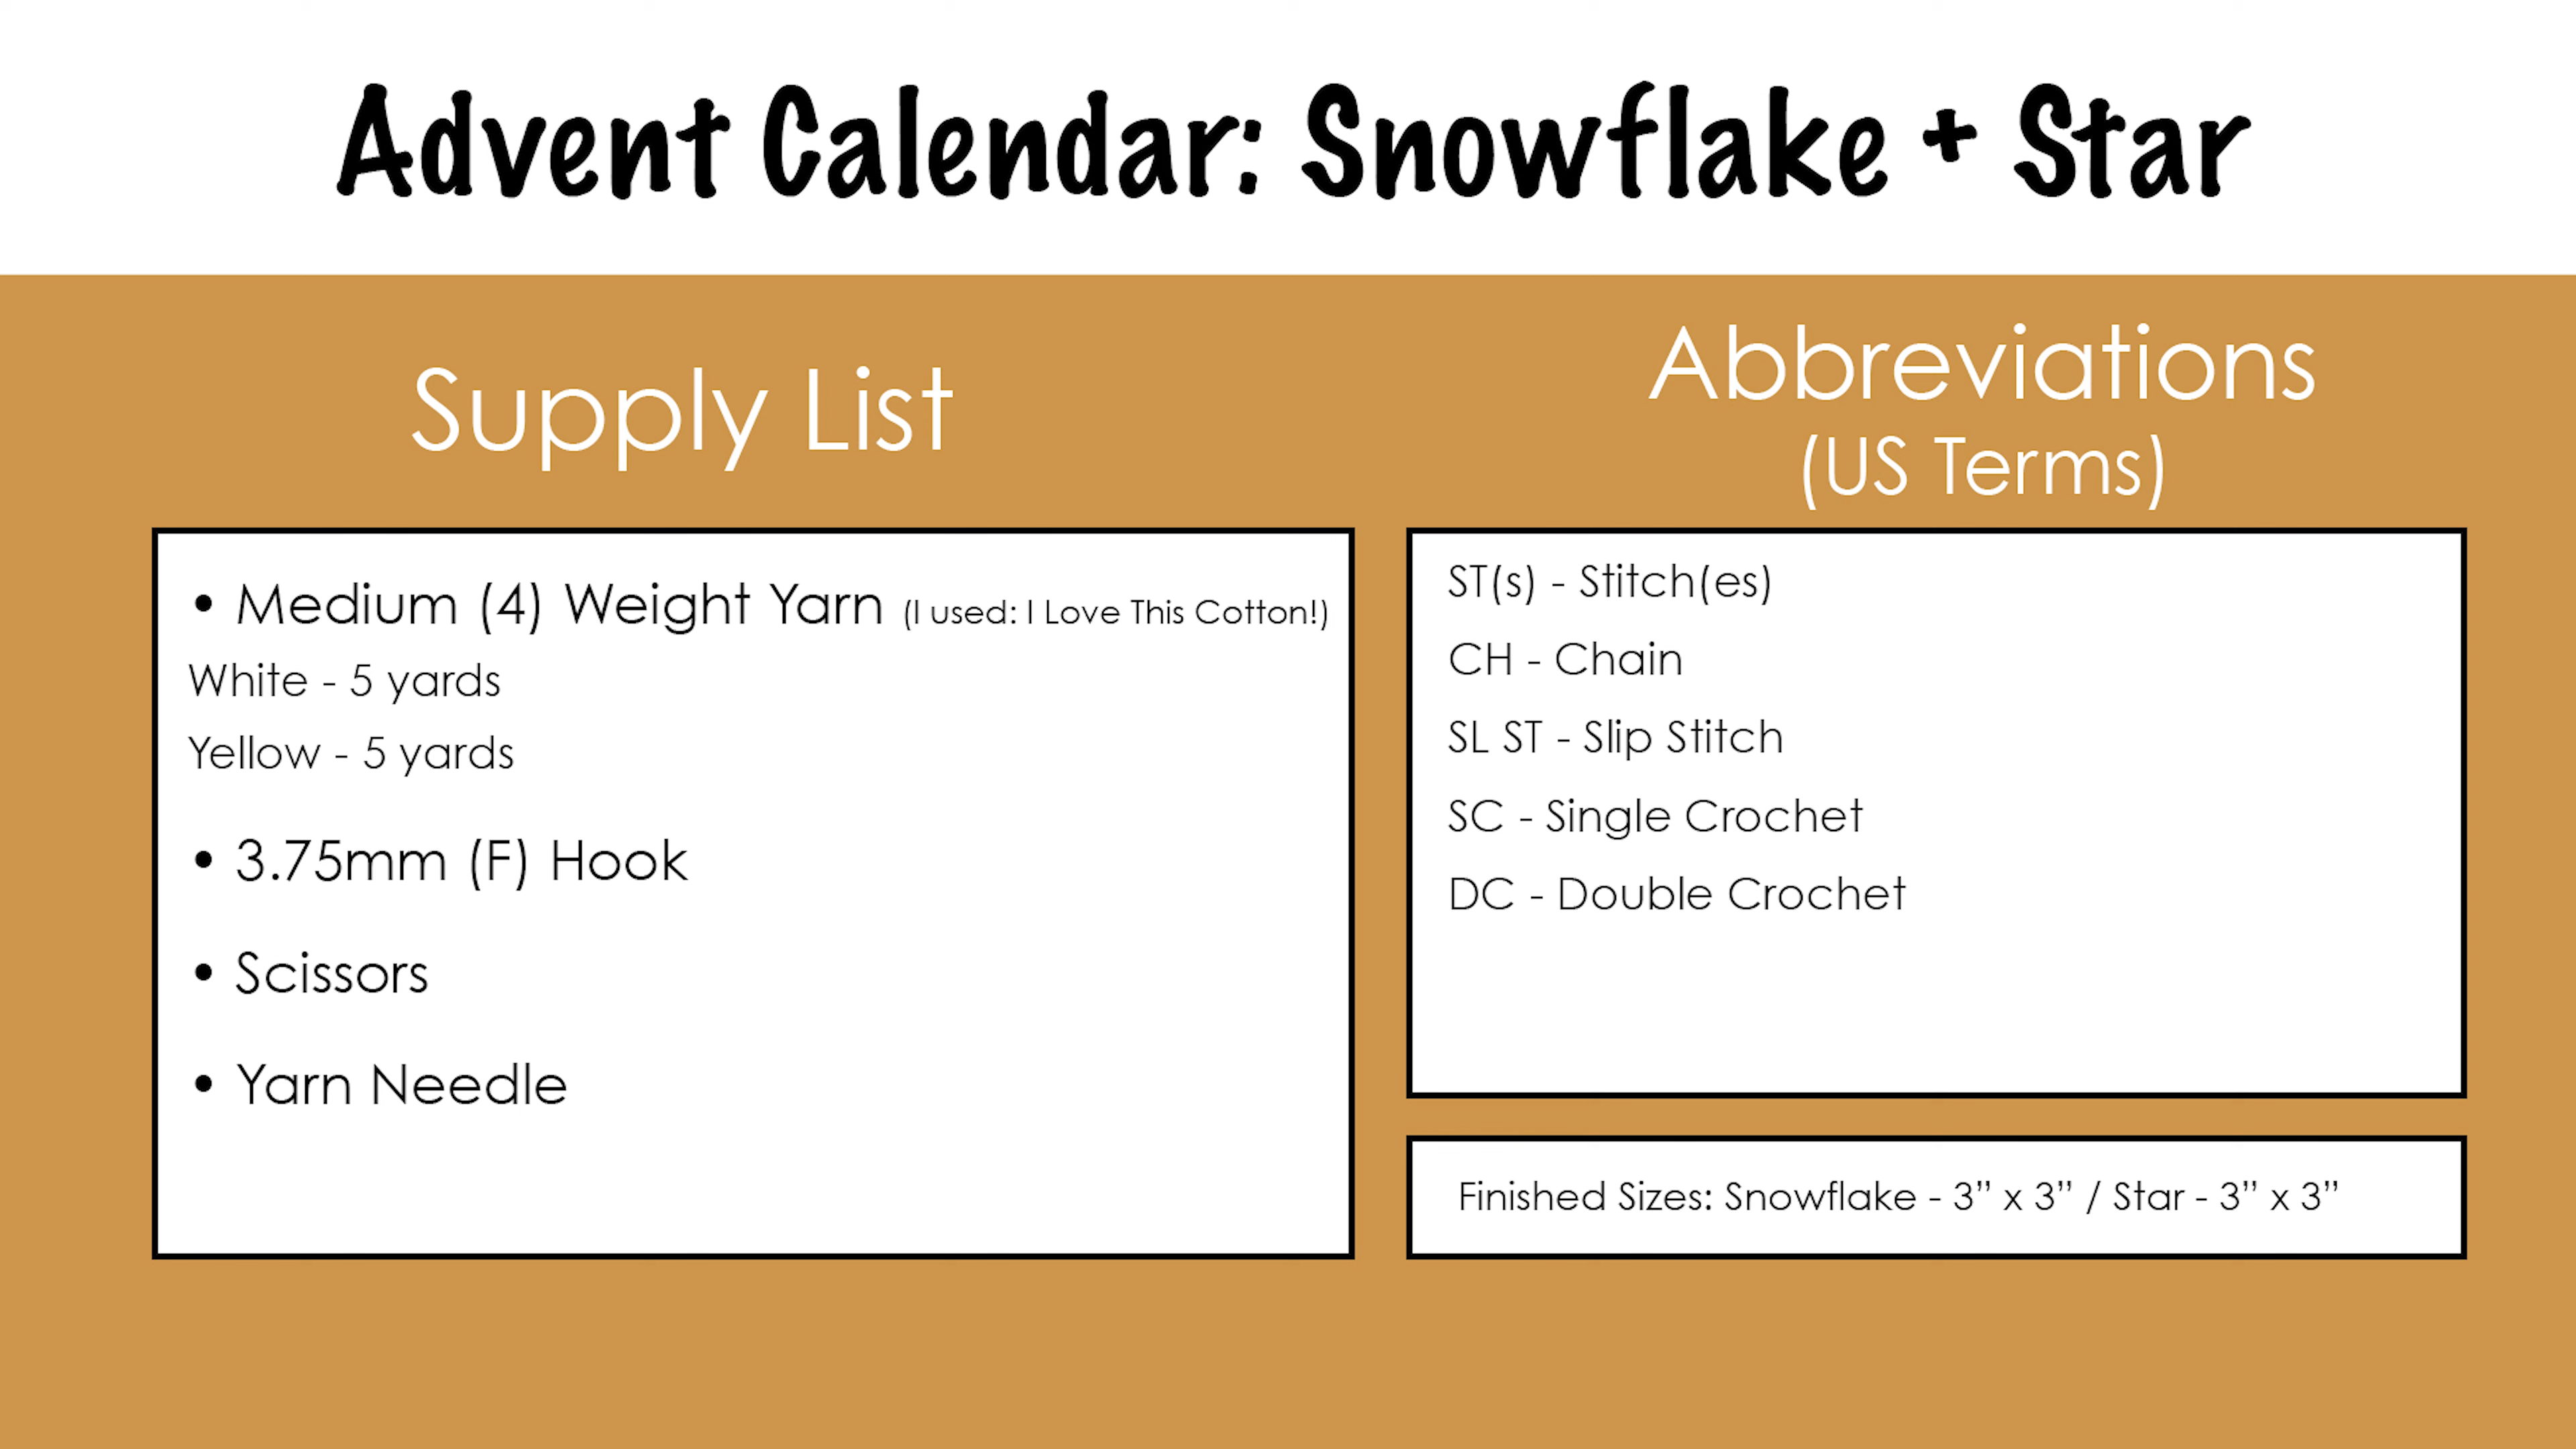 Advent Calendar: Snowflake + Star
Supply List
• Medium (4) Weight Yarn (I used: I Love This Cotton!)
White - 5 yards
Yellow - 5 yards
• 3.75mm (F) Hook
• Scissors
• Yarn Needle
Abbreviations
(US Terms)
ST(s) - Stitch(es)
CH - Chain
SL ST - Slip Stitch
SC - Single Crochet
DC - Double Crochet
Finished Sizes: Snowflake - 3” x 3” / Star - 3” x 3”